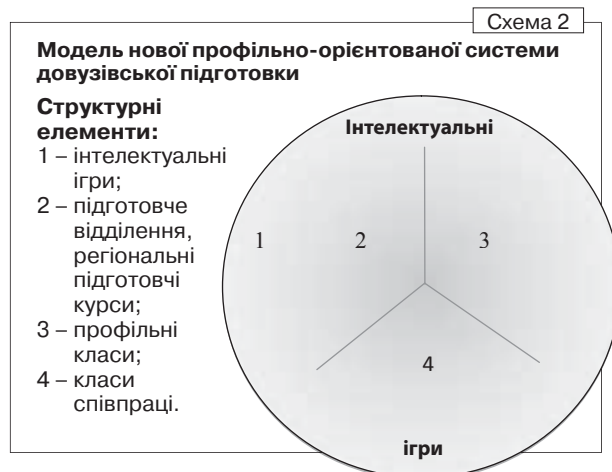 Схема 2
Модель нової профільно-орієнтованої системи
довузівської підготовки
Структурні
елементи:
1 – інтелектуальні
ігри;
2 – підготовче
відділення,
регіональні
підготовчі
курси;
3 – профільні
класи;
4 – класи
співпраці.
Інтелектуальні
1
2
3
4
ігри